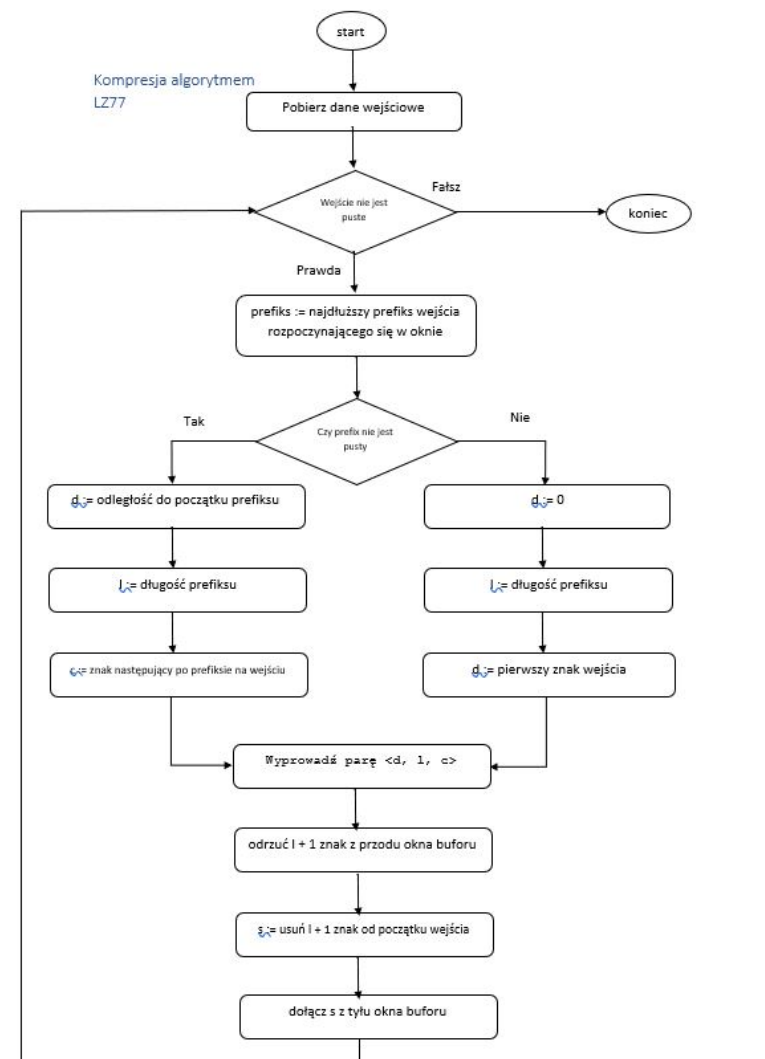 start
Kompresja algorytmem
LZ77
Pobierz dane wejściowe
Wejście nie jest
puste
Fałsz
koniec
Prawda
prefiks := najdłuższy prefiks wejścia
rozpoczynającego się w oknie
Czy prefix nie jest
pusty
Tak
Nie
d := odległość do początku prefiksu
d := 0
l := długość prefiksu
l := długość prefiksu
c := znak następujący po prefiksie na wejściu
d := pierwszy znak wejścia
Wyprowadź parę <d, l, c>
odrzuć l + 1 znak z przodu okna buforu
s := usuń l + 1 znak od początku wejścia
dołącz s z tyłu okna buforu